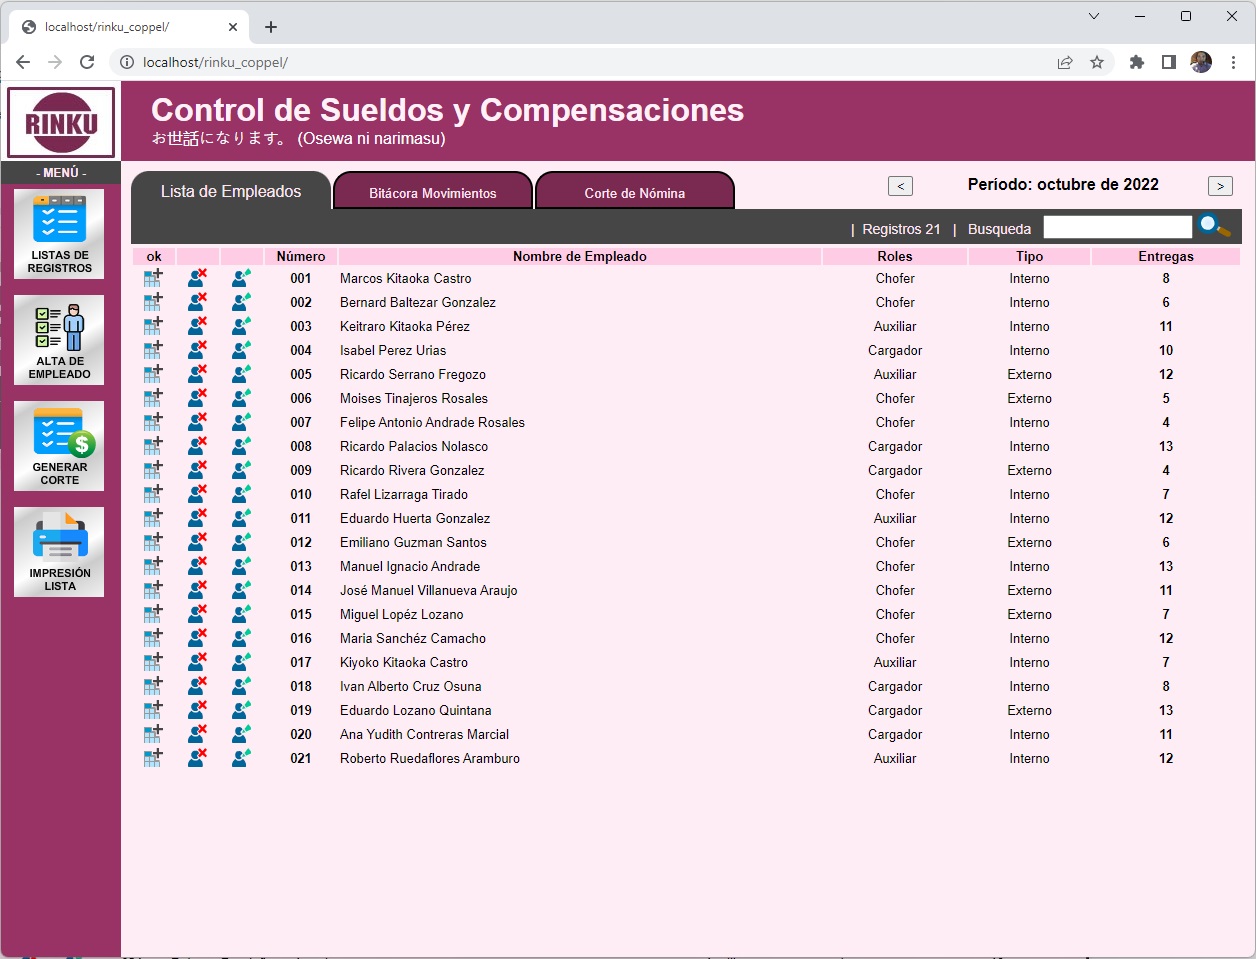 localhost/rinku_coppel/
localhost/rinku_coppel/
RINKU
Control de Sueldos y Compensaciones
お世話になります。 (Osewa ni narimasu)
- MENÚ -
LISTAS DE
REGISTROS
ALTA DE
EMPLEADO
GENERAR
CORTE
IMPRESIÓN
LISTA
Lista de Empleados Bitácora Movimientos Corte de Nómina < Período: octubre de 2022 >
| Registros 21 | Busqueda
ok Número Nombre de Empleado Roles Tipo Entregas
001 Marcos Kitaoka Castro Chofer Interno 8
002 Bernard Baltezar Gonzalez Chofer Interno 6
003 Keitraro Kitaoka Pérez Auxiliar Interno 11
004 Isabel Perez Urias Cargador Interno 10
005 Ricardo Serrano Fregozo Auxiliar Externo 12
006 Moises Tinajeros Rosales Chofer Externo 5
007 Felipe Antonio Andrade Rosales Chofer Interno 4
008 Ricardo Palacios Nolasco Cargador Interno 13
009 Ricardo Rivera Gonzalez Cargador Externo 4
010 Rafel Lizarraga Tirado Chofer Interno 7
011 Eduardo Huerta Gonzalez Auxiliar Interno 12
012 Emiliano Guzman Santos Chofer Externo 6
013 Manuel Ignacio Andrade Chofer Interno 13
014 José Manuel Villanueva Araujo Chofer Externo 11
015 Miguel Lopéz Lozano Chofer Externo 7
016 Maria Sanchéz Camacho Chofer Interno 12
017 Kiyoko Kitaoka Castro Auxiliar Interno 7
018 Ivan Alberto Cruz Osuna Cargador Interno 8
019 Eduardo Lozano Quintana Cargador Externo 13
020 Ana Yudith Contreras Marcial Cargador Interno 11
021 Roberto Ruedaflores Aramburo Auxiliar Interno 12